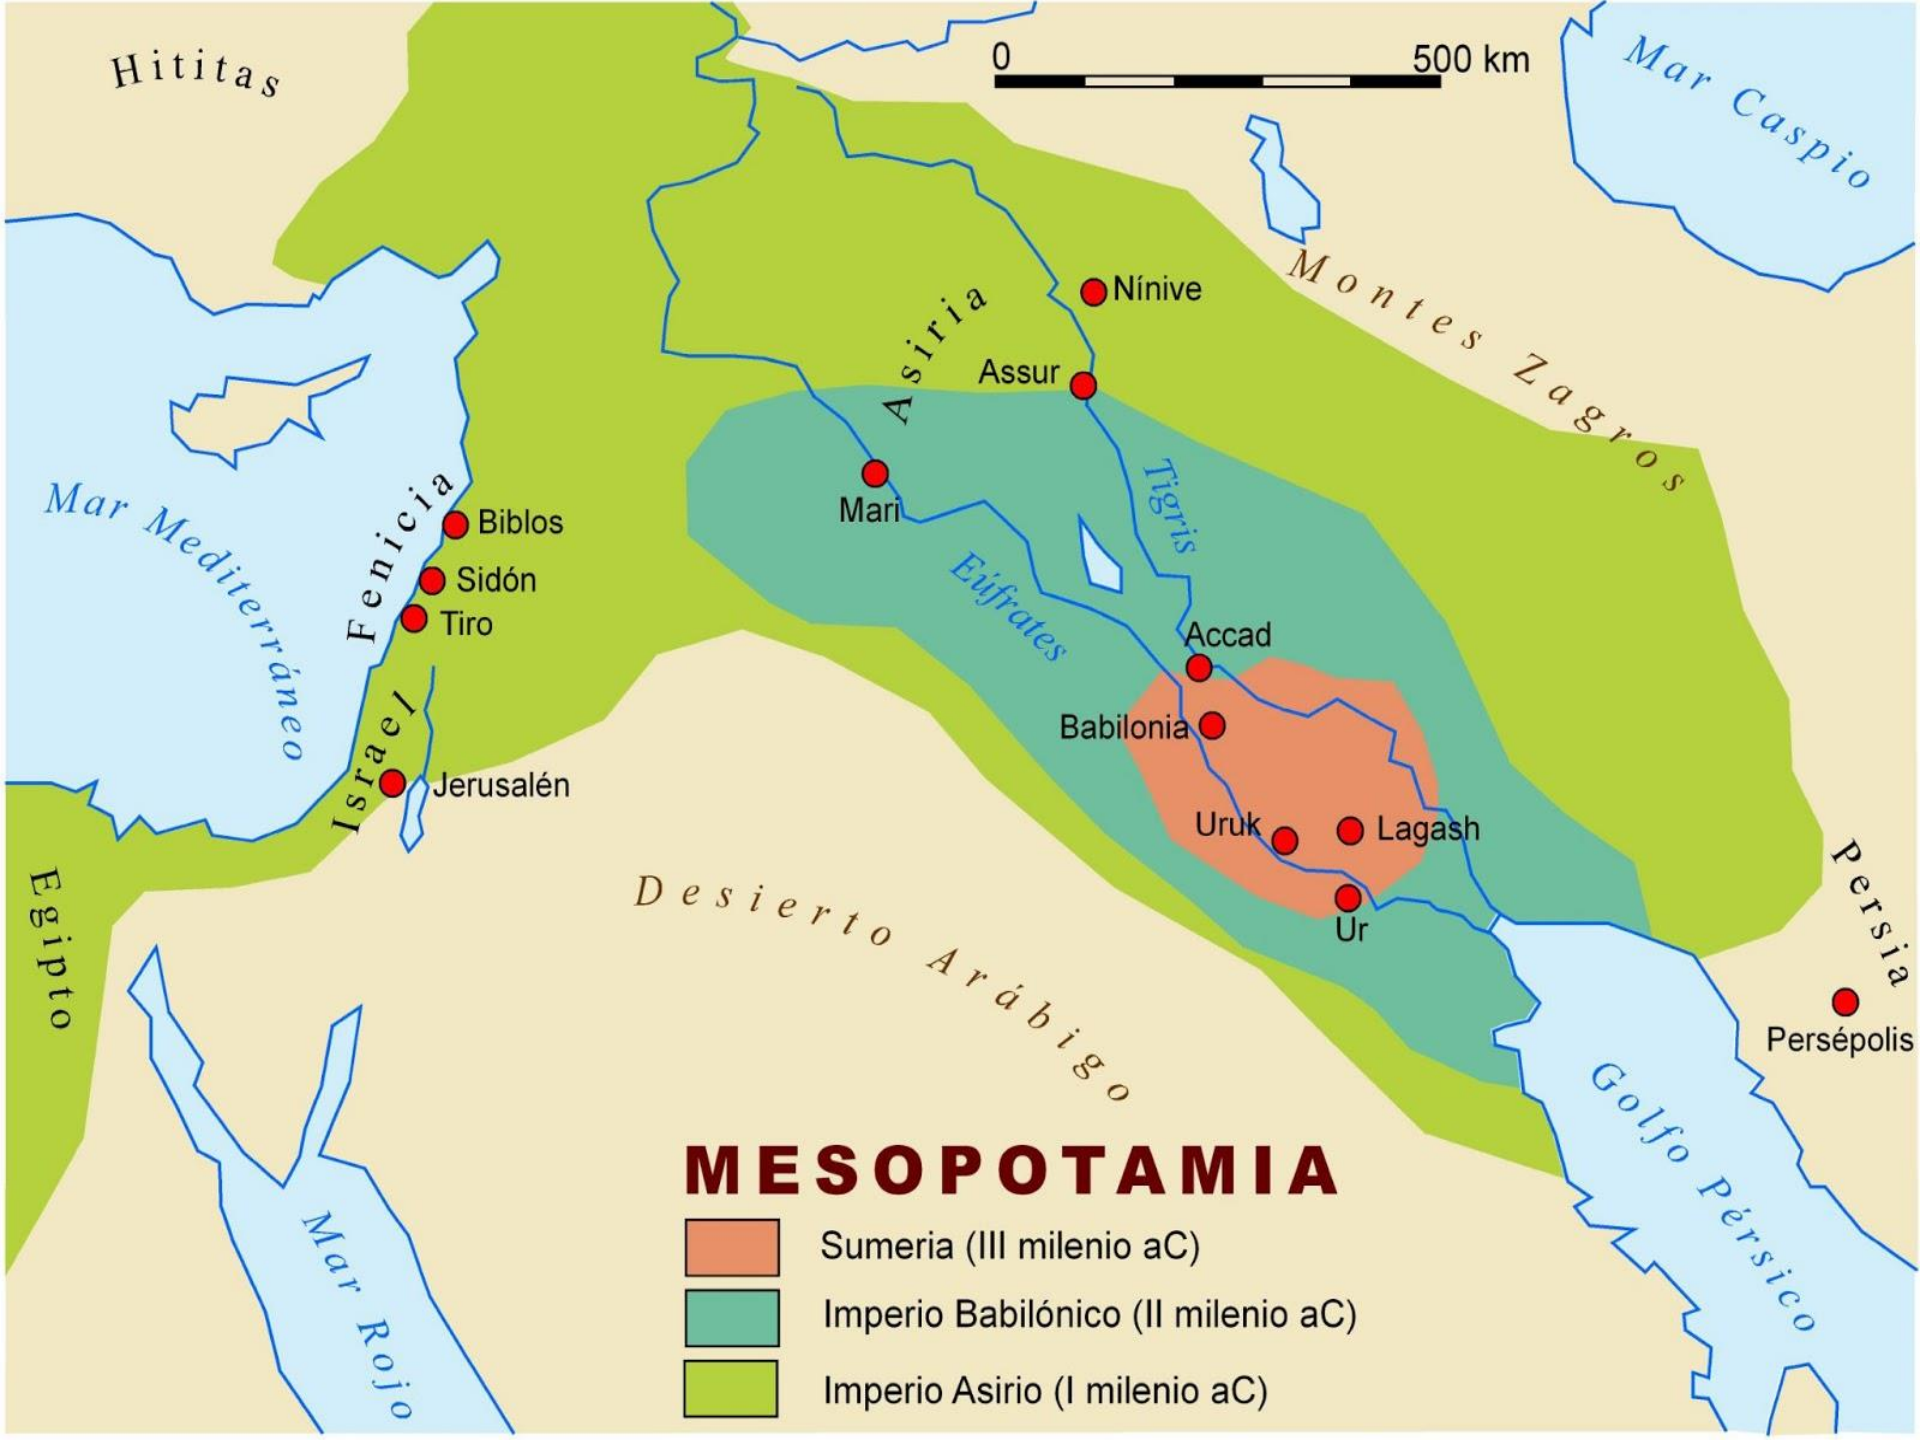 Hititas
0
500 km
Mar Caspio
Montes Zagros
Nínive
Asiria
Assur
Mar Mediterráneo
Fenicia
Biblos
Sidón
Tiro
Mari
Tigris
Eúfrates
Accad
Babilonia
Israel
Jerusalén
Uruk
Lagash
Ur
Egipto
Desierto Arábigo
Persia
Persépolis
Golfo Pérsico
Mar Rojo
MESOPOTAMIA
Sumeria (III milenio aC)
Imperio Babilónico (II milenio aC)
Imperio Asirio (I milenio aC)